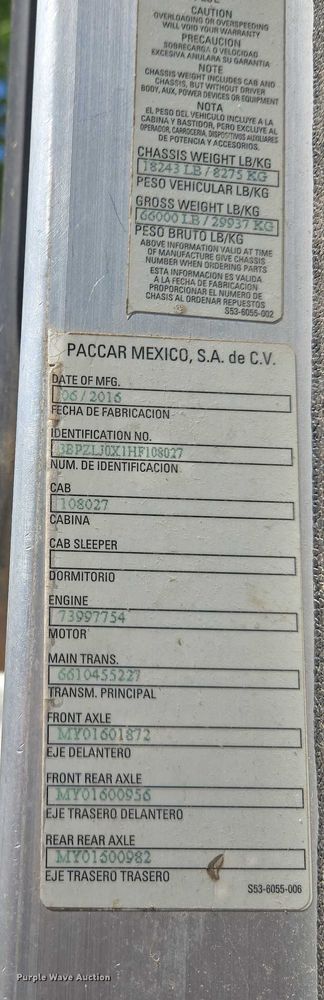 CAUTION
OVERLOADING OR OVERSPEEDING
WILL VOID YOUR WARRANTY
PRECAUCION
SOBRECARGA O VELOCIDAD
EXCESIVA ANULARA SU GARANTIA
NOTE
CHASSIS WEIGHT INCLUDES CAB AND
CHASSIS, BUT WITHOUT DRIVER
BODY, AUX, POWER DEVICES OR EQUIPMENT
NOTA
EL PESO DEL VEHICULO INCLUYE A LA
CABINA Y BASTIDOR, PERO EXCLUYE AL
OPERADOR, CARROCERIA, DISPOSITIVOS AUXILIARES
DE POTENCIA Y ACCESORIOS.
CHASSIS WEIGHT LB/KG
18243 LB / 8275 KG
PESO VEHICULAR LB/KG
GROSS WEIGHT LB/KG
66000 LB / 29937 KG
PESO BRUTO LB/KG
ABOVE INFORMATION VALID AT TIME
OF MANUFACTURE GIVE CHASSIS
NUMBER WHEN ORDERING PARTS
ESTA INFORMACION ES VALIDA
A LA FECHA DE FABRICACION
PROPORCIONAR EL NUMERO DE
CHASIS AL ORDENAR REPUESTOS
S53-6055-002
PACCAR MEXICO, S.A. de C.V.
DATE OF MFG.
06 / 2016
FECHA DE FABRICACION
IDENTIFICATION NO.
3BPZLJ0X1HF108027
NUM. DE IDENTIFICACION
CAB
108027
CABINA
CAB SLEEPER
DORMITORIO
ENGINE
73997754
MOTOR
MAIN TRANS.
6610455227
TRANSM. PRINCIPAL
FRONT AXLE
MY01601872
EJE DELANTERO
FRONT REAR AXLE
MY01600956
EJE TRASERO DELANTERO
REAR REAR AXLE
MY01600982
EJE TRASERO TRASERO
S53-6055-006
Purple Wave Auction